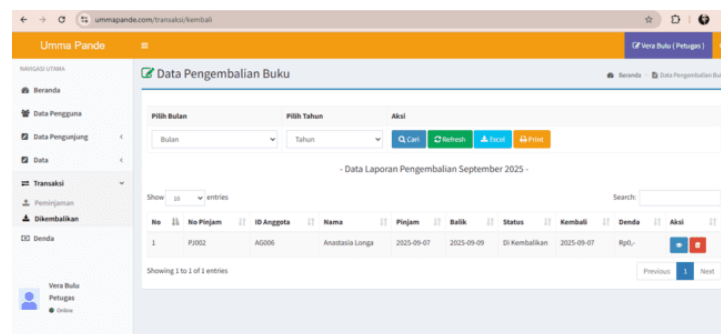 ummapande.com/transaksi/kembali
Umma Pande
Vera Bulu ( Petugas )
NAVIGASI UTAMA
Beranda
Data Pengguna
Data Pengunjung
Data
Transaksi
Peminjaman
Dikembalikan
Denda
Vera Bulu
Petugas
Online
Data Pengembalian Buku
Beranda > Data Pengembalian Bu
Pilih Bulan Pilih Tahun Aksi
Bulan Tahun Cari Refresh Excel Print
- Data Laporan Pengembalian September 2025 -
Show 10 entries Search:
No No Pinjam ID Anggota Nama Pinjam Balik Status Kembali Denda Aksi
1 PJ002 AG006 Anastasia Longa 2025-09-07 2025-09-09 Di Kembalikan 2025-09-07 Rp0,-
Showing 1 to 1 of 1 entries Previous 1 Next